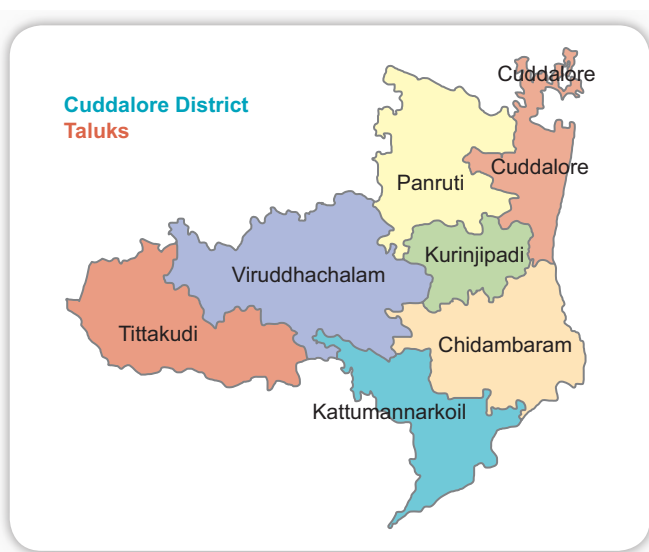 Cuddalore
Cuddalore District
Taluks
Cuddalore
Panruti
Kurinjipadi
Viruddhachalam
Tittakudi
Chidambaram
Kattumannarkoil